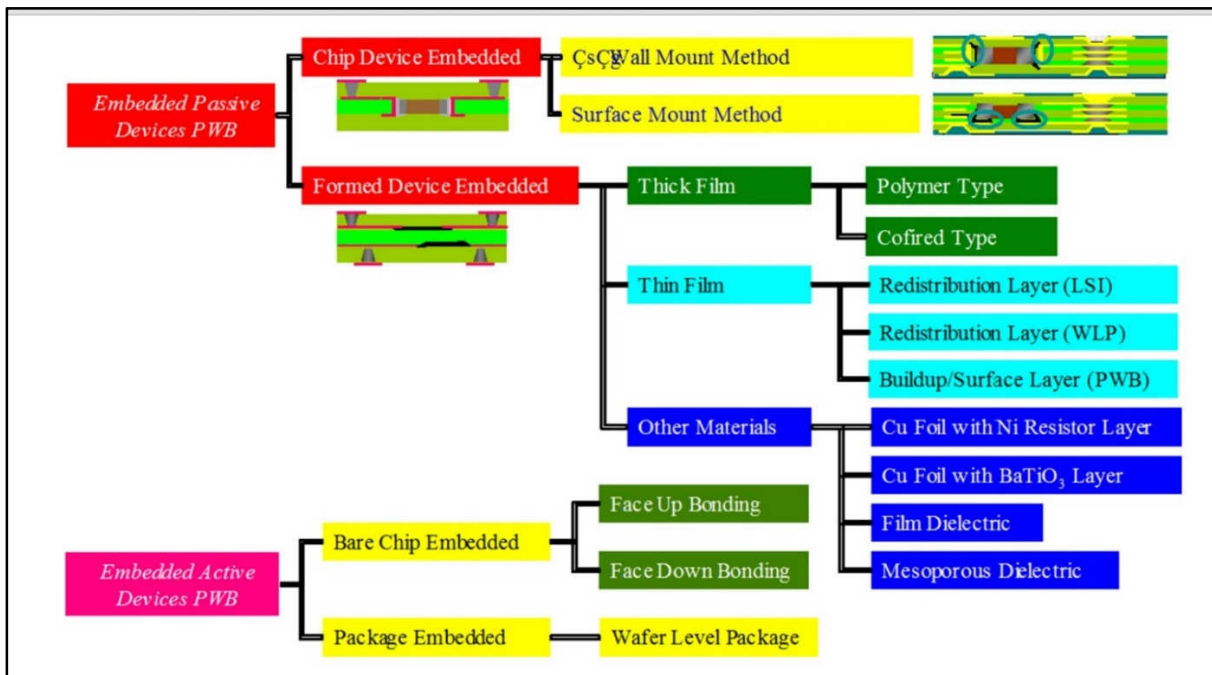 Chip Device Embedded
ÇsÇ Wall Mount Method
Embedded Passive
Devices PWB
Surface Mount Method
Formed Device Embedded
Thick Film
Polymer Type
Cofired Type
Thin Film
Redistribution Layer (LSI)
Redistribution Layer (WLP)
Buildup/Surface Layer (PWB)
Other Materials
Cu Foil with Ni Resistor Layer
Cu Foil with BaTiO₃ Layer
Film Dielectric
Mesoporous Dielectric
Embedded Active
Devices PWB
Bare Chip Embedded
Face Up Bonding
Face Down Bonding
Package Embedded
Wafer Level Package